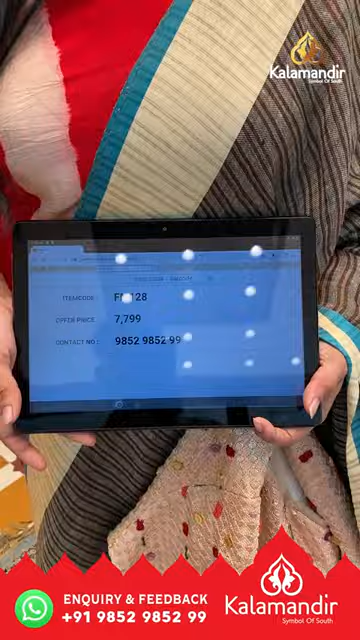 Kalamandir
Symbol Of South
ITEMCODE :
OFFER PRICE 7,799
CONTACT NO : 9852 9852 99
ENQUIRY & FEEDBACK
+91 9852 9852 99
Kalamandir
Symbol Of South